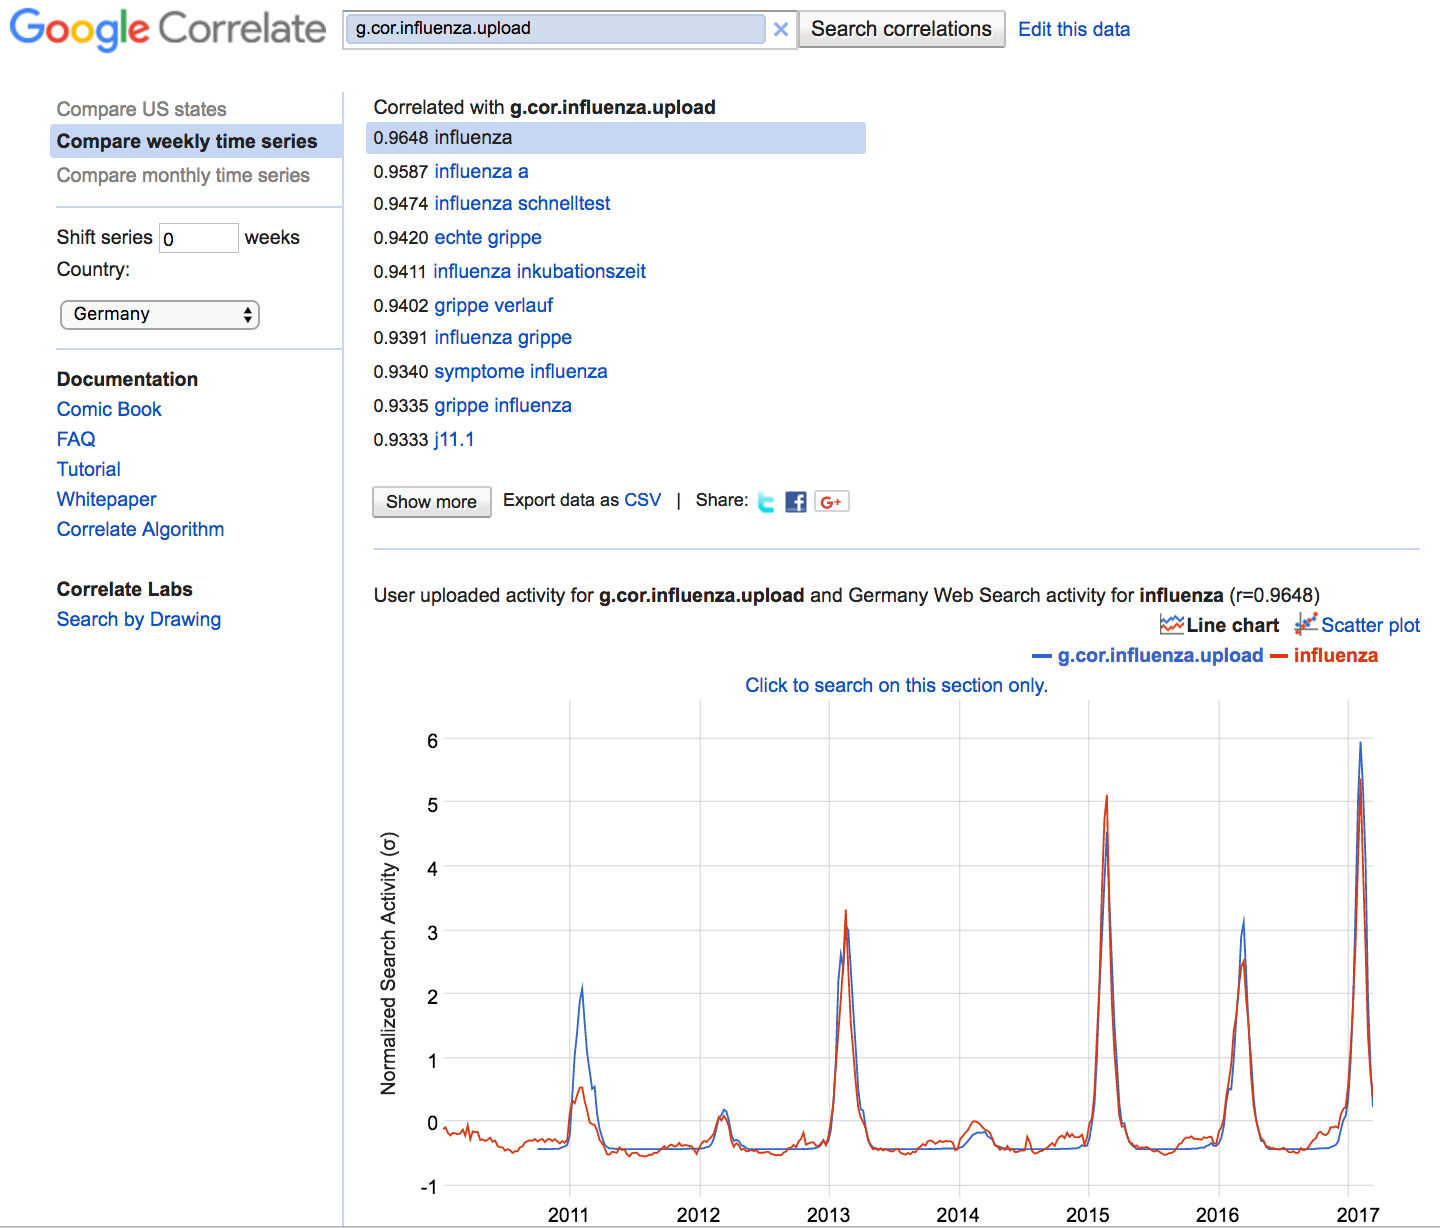 Google Correlate
g.cor.influenza.upload
Search correlations
Edit this data
Compare US states
Compare weekly time series
Compare monthly time series
Shift series 0 weeks
Country:
Germany
Documentation
Comic Book
FAQ
Tutorial
Whitepaper
Correlate Algorithm
Correlate Labs
Search by Drawing
Correlated with g.cor.influenza.upload
0.9648 influenza
0.9587 influenza a
0.9474 influenza schnelltest
0.9420 echte grippe
0.9411 influenza inkubationszeit
0.9402 grippe verlauf
0.9391 influenza grippe
0.9340 symptome influenza
0.9335 grippe influenza
0.9333 j11.1
Show more
Export data as CSV | Share:
G+
User uploaded activity for g.cor.influenza.upload and Germany Web Search activity for influenza (r=0.9648)
Line chart Scatter plot
g.cor.influenza.upload influenza
Click to search on this section only.
Normalized Search Activity (σ)
6
5
4
3
2
1
0
-1
2011 2012 2013 2014 2015 2016 2017